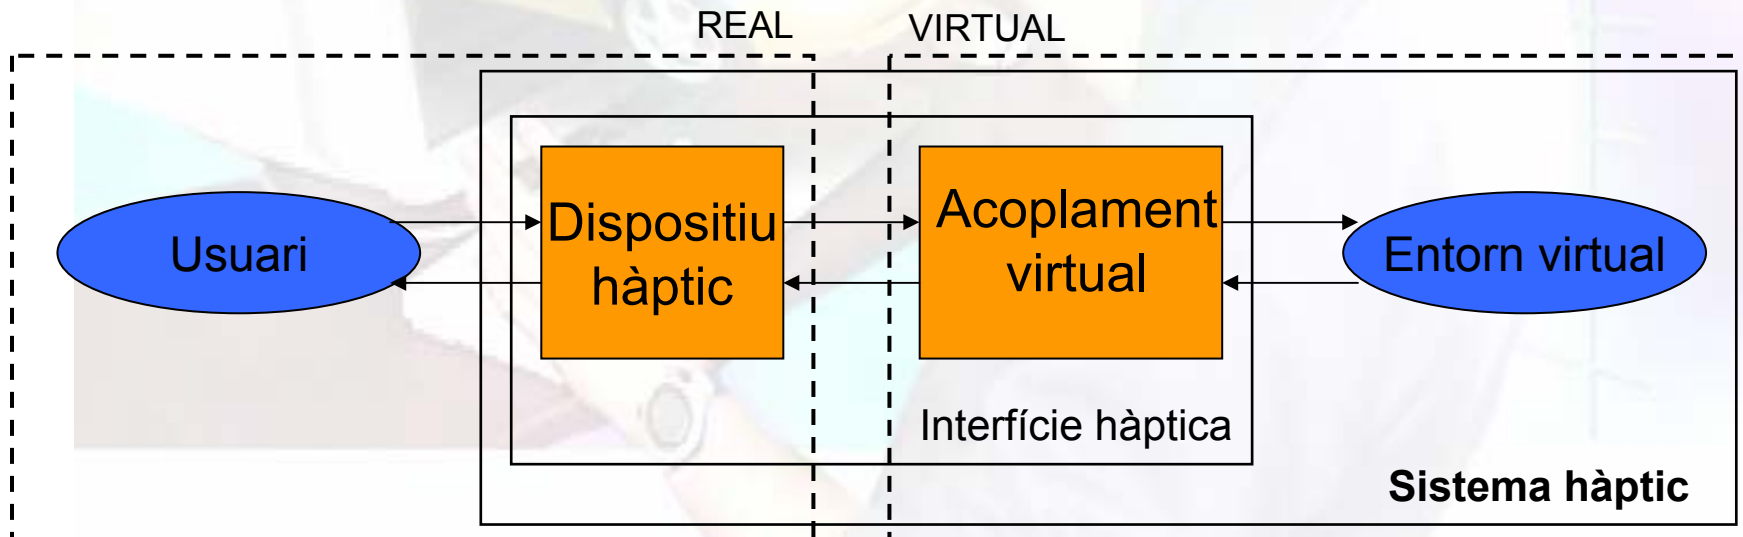 REAL
VIRTUAL
Usuari
Dispositiu
hàptic
Acoplament
virtual
Entorn virtual
Interfície hàptica
Sistema hàptic